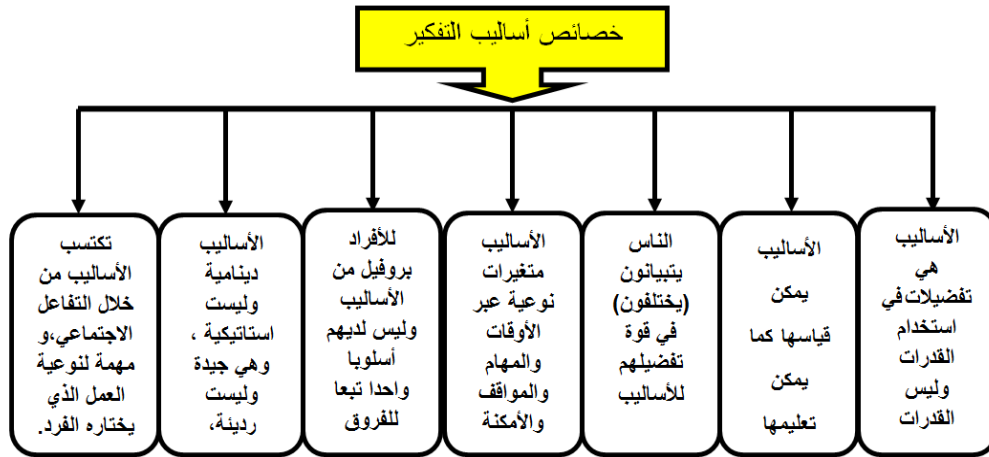 خصائص أساليب التفكير
الأساليب
هي
تفضيلات في
استخدام
القدرات
وليس
القدرات
الأساليب
يمكن
قياسها كما
يمكن
تعليمها
الناس
يتبيانون
(يختلفون)
في قوة
تفضيلهم
للأساليب
الأساليب
متغيرات
نوعية عبر
الأوقات
والمهام
والمواقف
والأمكنة
للأفراد
بروفيل من
الأساليب
وليس لديهم
أسلوبا
واحدا تبعا
للفروق
الأساليب
دينامية
وليست
استاتيكية ،
وهي جيدة
وليست
رديئة،
تكتسب
الأساليب من
خلال التفاعل
الاجتماعي،و
مهمة لنوعية
العمل الذي
يختاره الفرد.